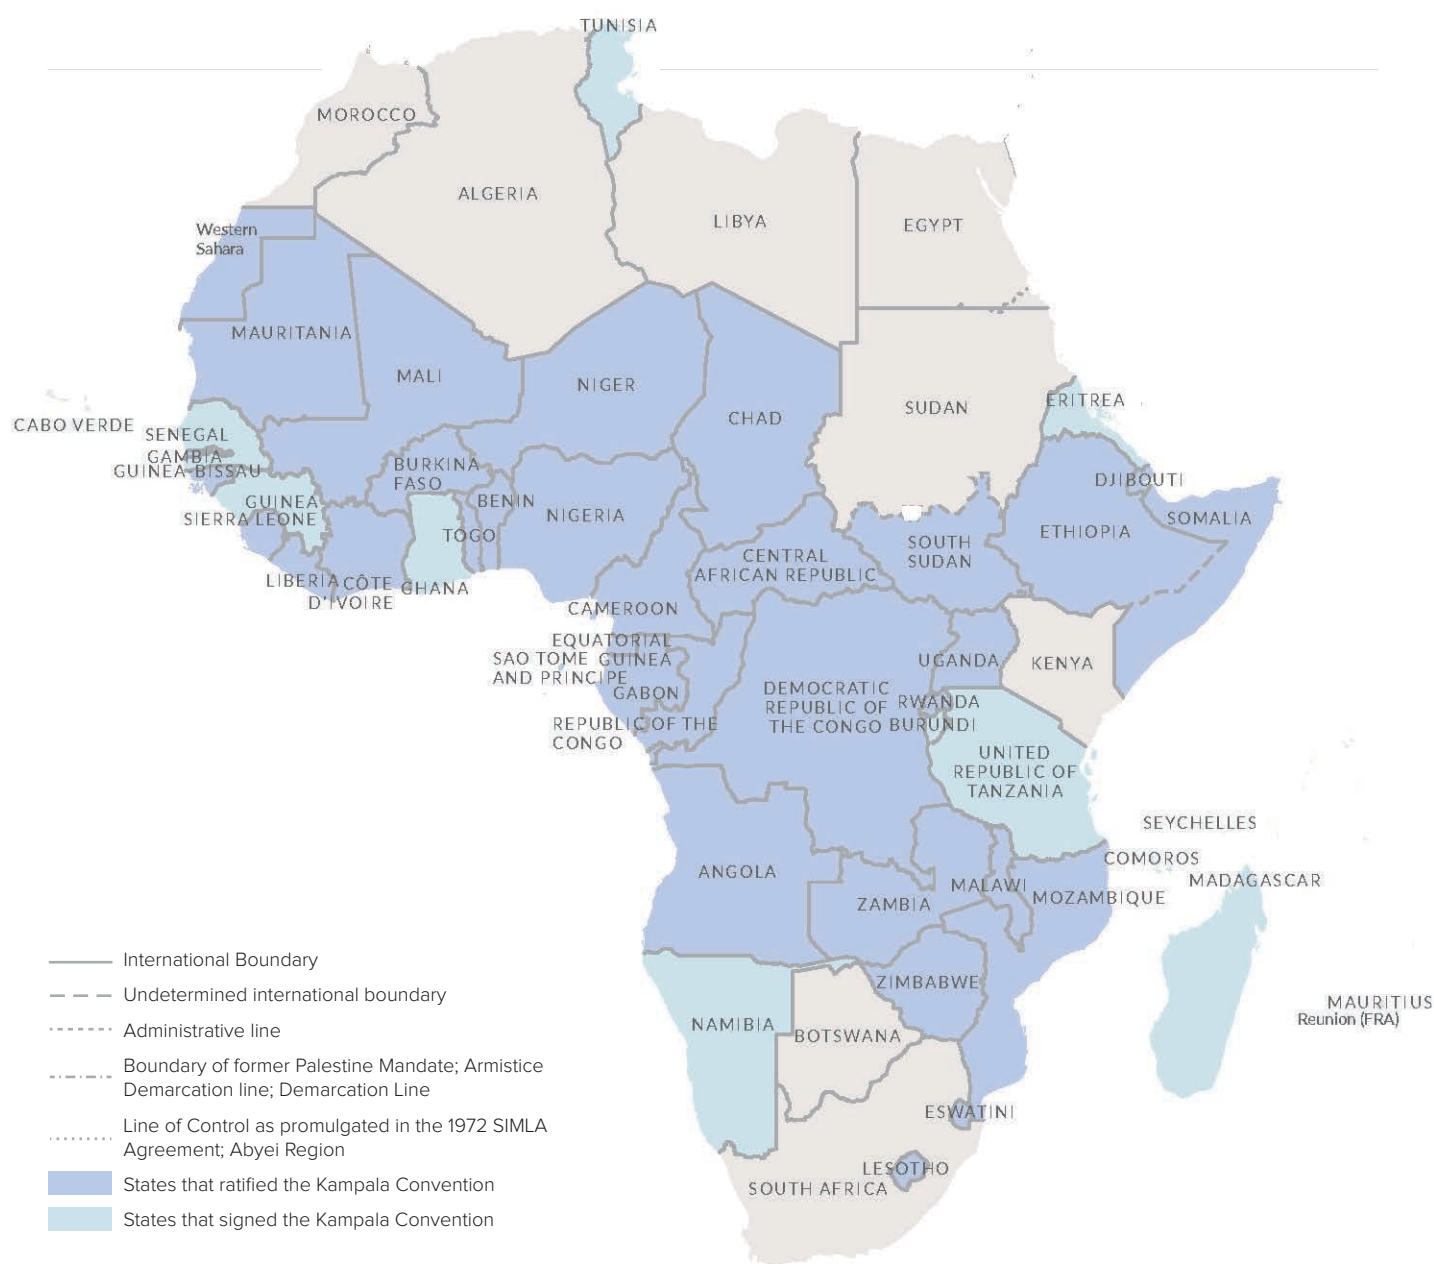 TUNISIA
MOROCCO
ALGERIA
LIBYA
EGYPT
Western
Sahara
MAURITANIA
MALI
NIGER
CHAD
SUDAN
ERITREA
CABO VERDE
SENEGAL
GAMBIA
GUINEA-BISSAU
BURKINA
FASO
DJIBOUTI
GUINEA
BENIN
NIGERIA
SIERRA LEONE
SOMALIA
ETHIOPIA
TOGO
SOUTH
SUDAN
CENTRAL
AFRICAN REPUBLIC
LIBERIA
CÔTE
D'IVOIRE
GHANA
CAMEROON
EQUATORIAL
GUINEA
SAO TOME
AND PRINCIPE
UGANDA
KENYA
GABON
DEMOCRATIC
REPUBLIC OF
THE CONGO
RWANDA
BURUNDI
REPUBLIC OF THE
CONGO
UNITED
REPUBLIC OF
TANZANIA
SEYCHELLES
COMOROS
ANGOLA
MADAGASCAR
MALAWI
MOZAMBIQUE
ZAMBIA
ZIMBABWE
MAURITIUS
Reunion (FRA)
NAMIBIA
BOTSWANA
ESWATINI
LESOTHO
SOUTH AFRICA
International Boundary
Undetermined international boundary
Administrative line
Boundary of former Palestine Mandate; Armistice
Demarcation line; Demarcation Line
Line of Control as promulgated in the 1972 SIMLA
Agreement; Abyei Region
States that ratified the Kampala Convention
States that signed the Kampala Convention